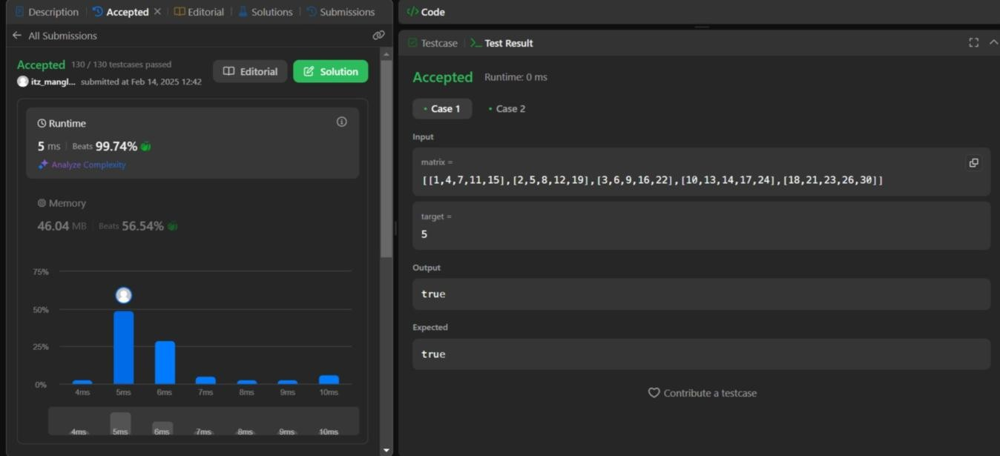 Description
Accepted
Editorial
Solutions
Submissions
All Submissions
Accepted 130 / 130 testcases passed
itz_mangl... submitted at Feb 14, 2025 12:42
Editorial
Solution
Runtime
5 ms Beats 99.74%
Analyze Complexity
Memory
46.04 MB Beats 56.54%
75%
50%
25%
0%
4ms 5ms 6ms 7ms 8ms 9ms 10ms
4ms 5ms 6ms 7ms 8ms 9ms 10ms
</> Code
Testcase
>_ Test Result
Accepted Runtime: 0 ms
• Case 1 • Case 2
Input
matrix =
[[1,4,7,11,15],[2,5,8,12,19],[3,6,9,16,22],[10,13,14,17,24],[18,21,23,26,30]]
target =
5
Output
true
Expected
true
Contribute a testcase